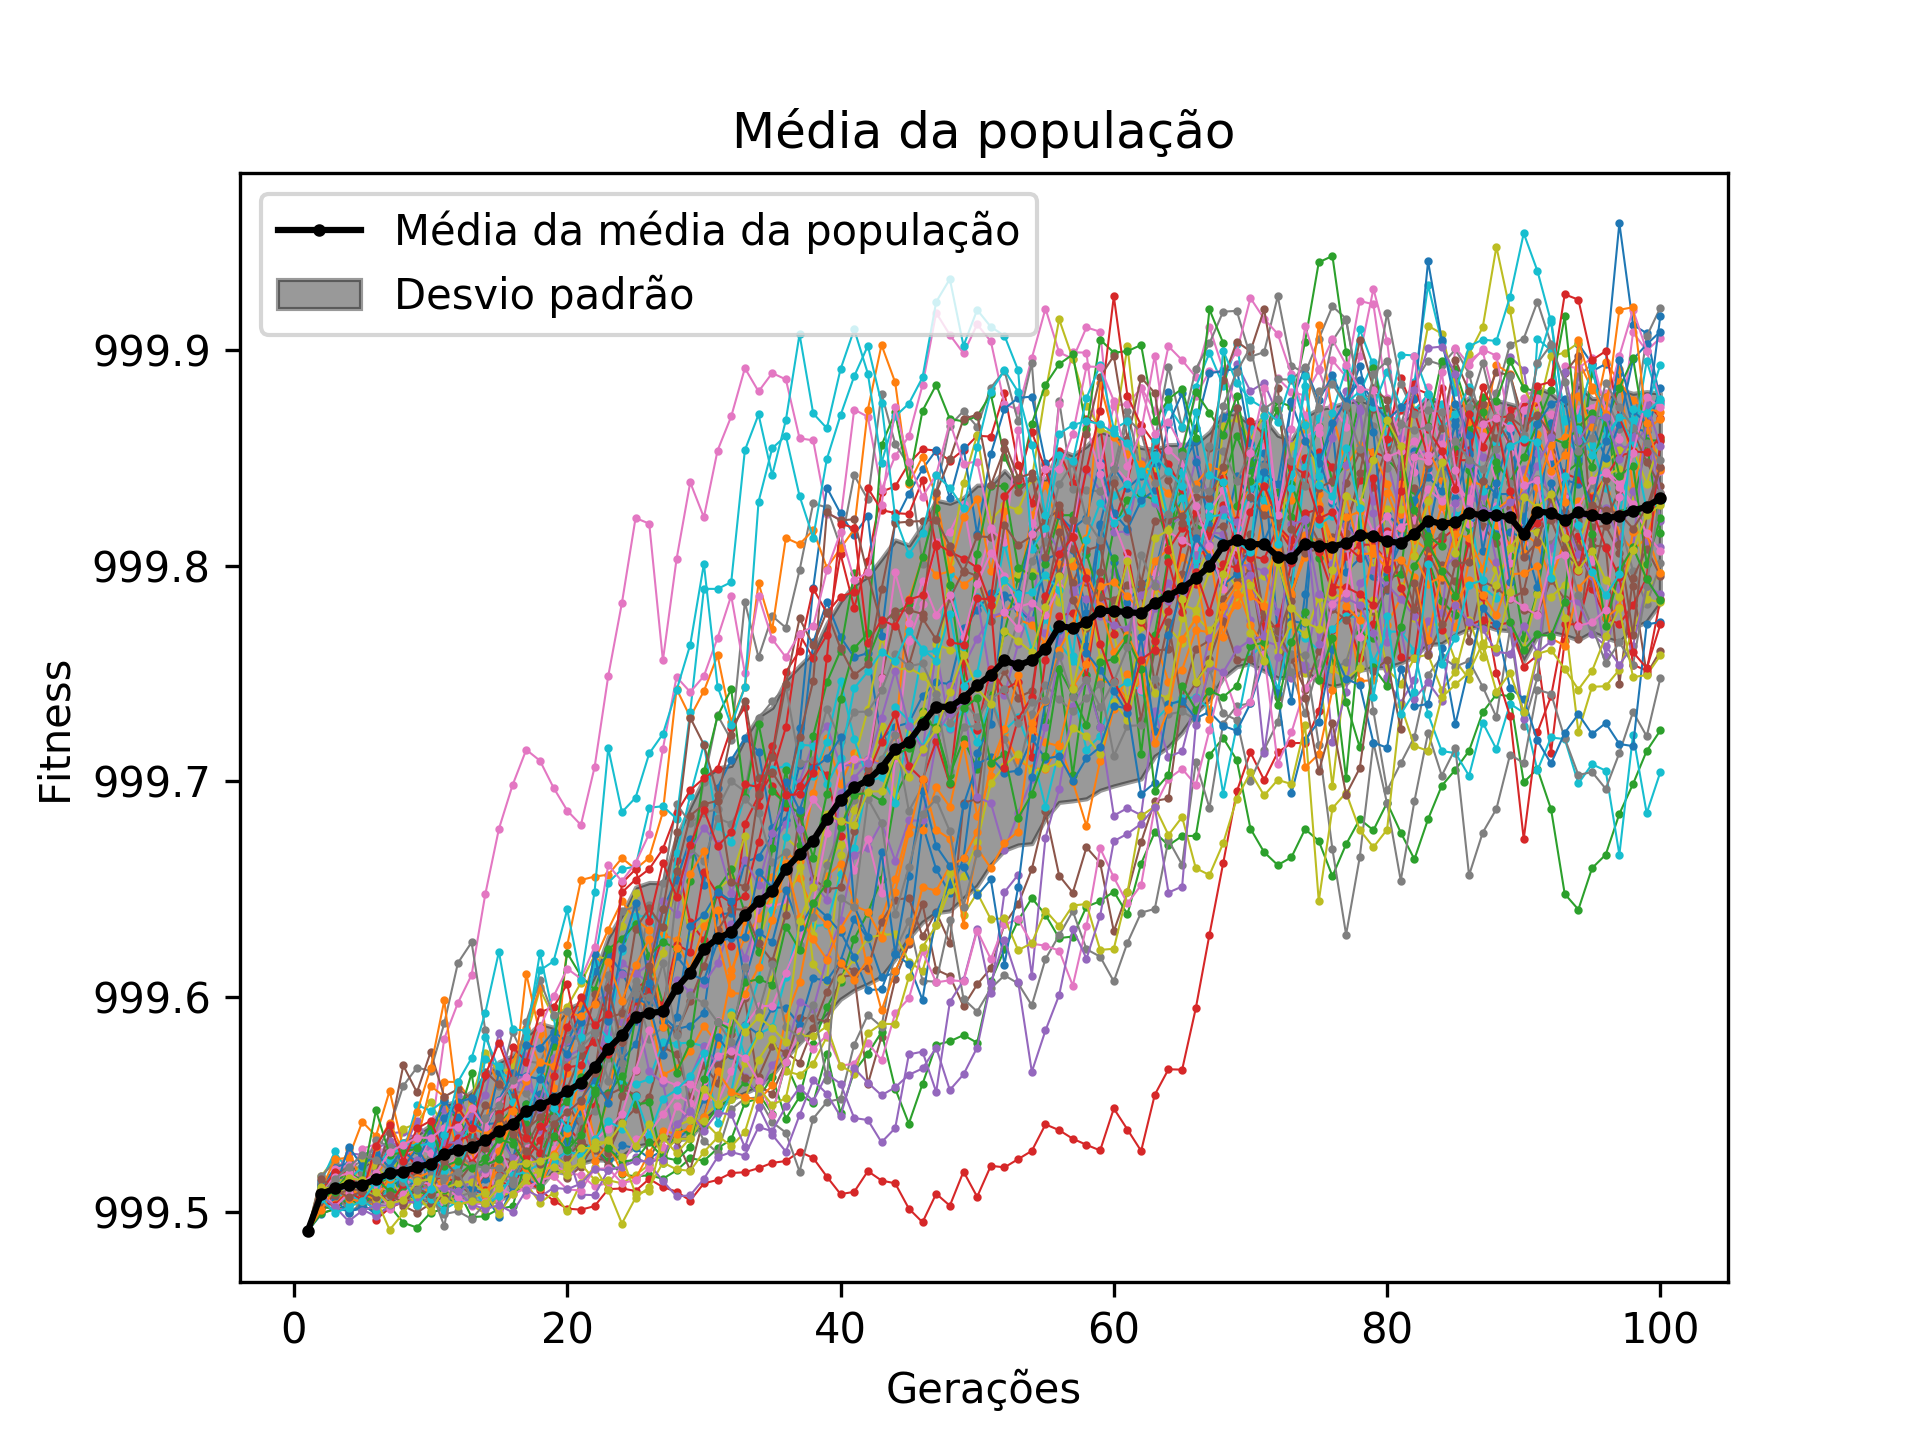 Média da população
Média da média da população
Desvio padrão
999.9
999.8
999.7
999.6
999.5
Fitness
0 20 40 60 80 100
Gerações